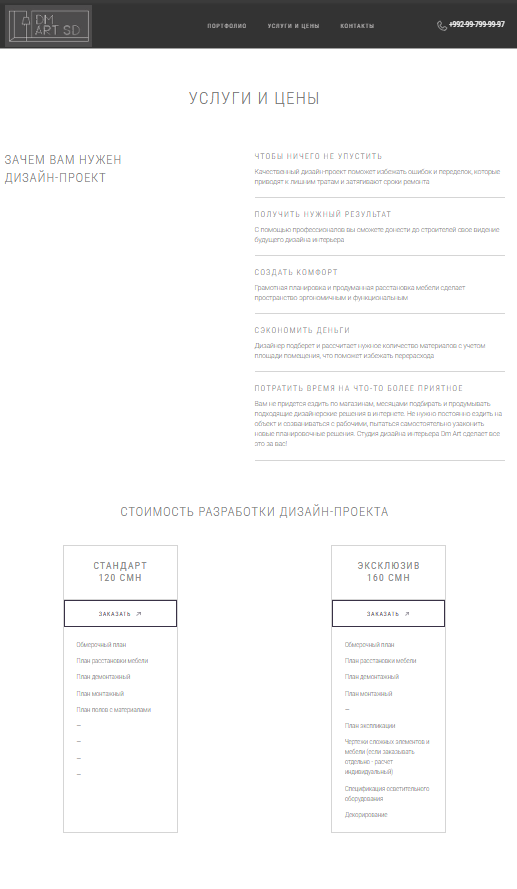 DM
ART SD
ПОРТФОЛИО
УСЛУГИ И ЦЕНЫ
КОНТАКТЫ
+992-99-799-99-97
УСЛУГИ И ЦЕНЫ
ЗАЧЕМ ВАМ НУЖЕН
ДИЗАЙН-ПРОЕКТ
ЧТОБЫ НИЧЕГО НЕ УПУСТИТЬ
Качественный дизайн-проект поможет избежать ошибок и переделок, которые
приводят к лишним тратам и затягивают сроки ремонта
ПОЛУЧИТЬ НУЖНЫЙ РЕЗУЛЬТАТ
С помощью профессионалов вы сможете донести до строителей свое видение
будущего дизайна интерьера
СОЗДАТЬ КОМФОРТ
Грамотная планировка и продуманная расстановка мебели сделает
пространство эргономичным и функциональным
СЭКОНОМИТЬ ДЕНЬГИ
Дизайнер подберет и рассчитает нужное количество материалов с учетом
площади помещения, что поможет избежать перерасхода
ПОТРАТИТЬ ВРЕМЯ НА ЧТО-ТО БОЛЕЕ ПРИЯТНОЕ
Вам не придется ездить по магазинам, месяцами подбирать и продумывать
подходящие дизайнерские решения в интернете. Не нужно постоянно ездить на
объект и созваниваться с рабочими, пытаться самостоятельно узаконить
новые планировочные решения. Студия дизайна интерьера Dm Art сделает все
это за вас!
СТОИМОСТЬ РАЗРАБОТКИ ДИЗАЙН-ПРОЕКТА
СТАНДАРТ
120 СМН
ЗАКАЗАТЬ ↗
Обмерочный план
План расстановки мебели
План демонтажный
План монтажный
План полов с материалами
—
—
—
—
ЭКСКЛЮЗИВ
160 СМН
ЗАКАЗАТЬ ↗
Обмерочный план
План расстановки мебели
План демонтажный
План монтажный
—
План экспликации
Чертежи сложных элементов и
мебели (если заказывать
отдельно - расчет
индивидуальный)
Спецификация осветительного
оборудования
Декорирование